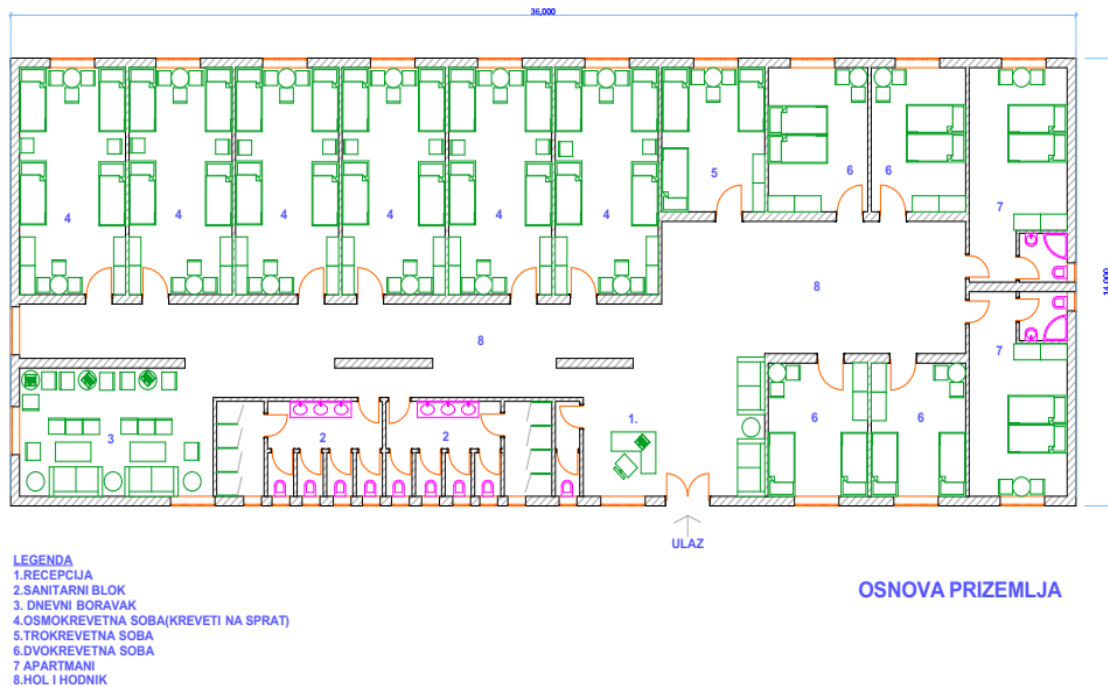 36,000
14,000
4
4
4
4
4
4
5
6
6
7
8
8
7
3
2
2
1.
6
6
ULAZ
LEGENDA
1.RECEPCIJA
2.SANITARNI BLOK
3. DNEVNI BORAVAK
4.OSMOKREVETNA SOBA(KREVETI NA SPRAT)
5.TROKREVETNA SOBA
6.DVOKREVETNA SOBA
7 APARTMANI
8.HOL I HODNIK
OSNOVA PRIZEMLJA